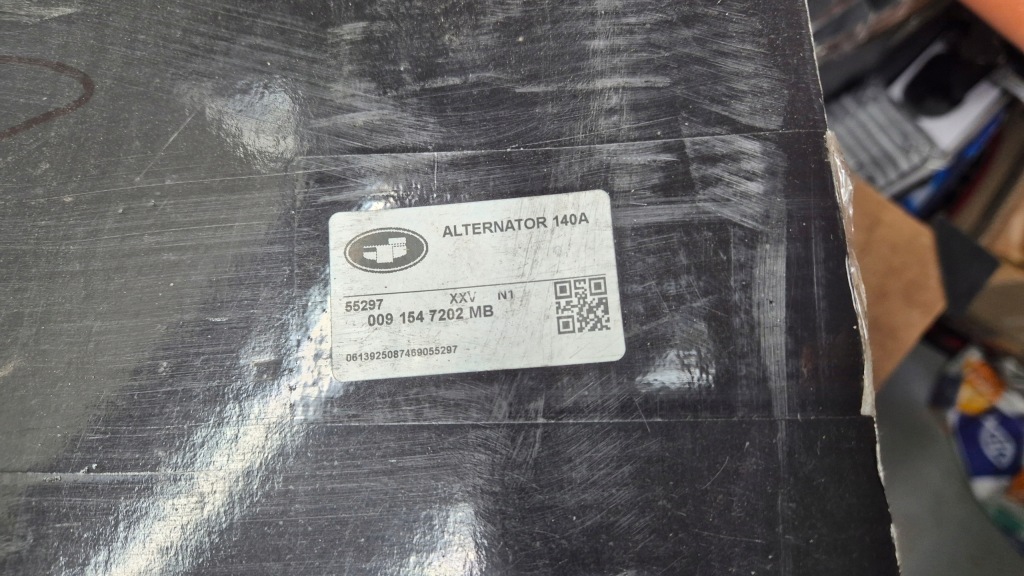 ALTERNATOR 140A
55297 XXV N1
009 154 7202 MB
0613925087469055297